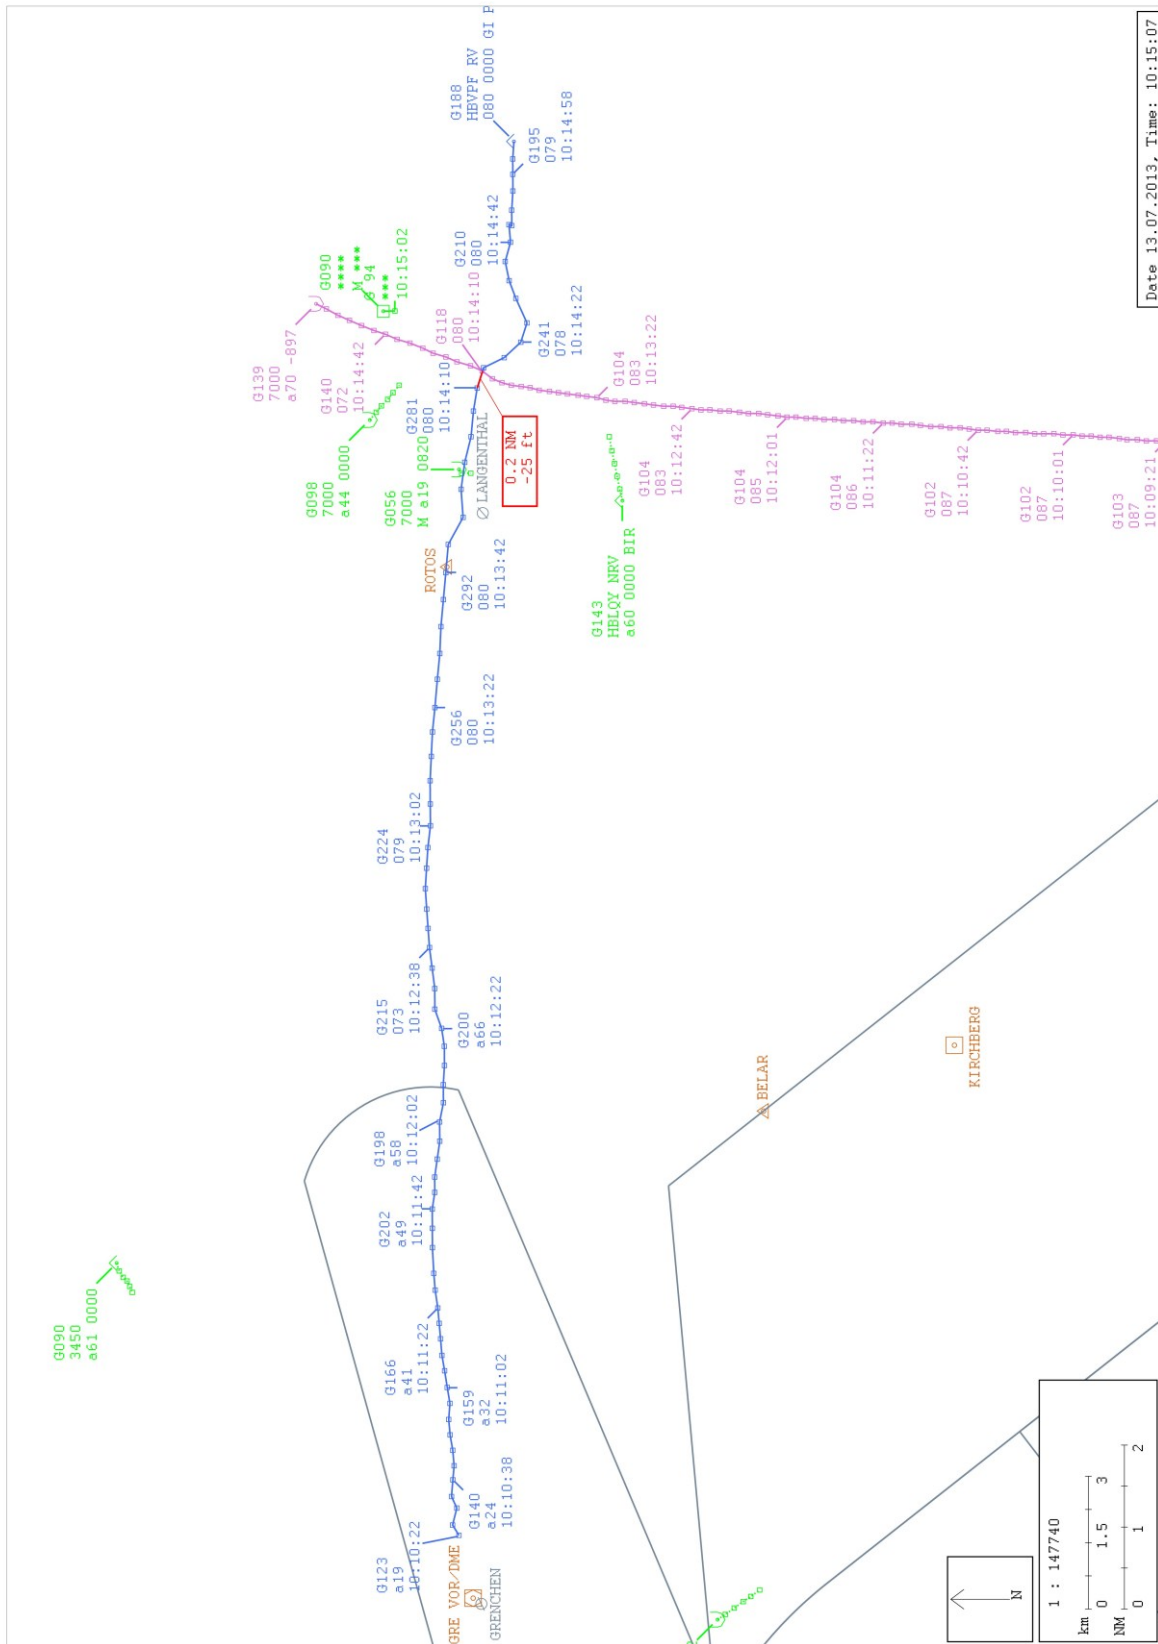 G188
HBVPF RV
080 0000 GI P
G195
079
10:14:58
G210
080
10:14:42
G241
078
10:14:22
G090
****
M ***
G 94
***
10:15:02
G118
080
10:14:10
G139
7000
a70 -897
G140
072
10:14:42
G281
080
10:14:10
G098
7000
a44 0000
G056
7000
M a19 0820
LANGENTHAL
0.2 NM
-25 ft
ROTOS
G292
080
10:13:42
G143
HBLQY NRV
a60 0000 BIR
G104
083
10:13:22
G104
083
10:12:42
G104
085
10:12:01
G104
086
10:11:22
G102
087
10:10:42
G102
087
10:10:01
G103
087
10:09:21
G256
080
10:13:22
G224
079
10:13:02
G215
073
10:12:38
G200
a66
10:12:22
G198
a58
10:12:02
G202
a49
10:11:42
G166
a41
10:11:22
G159
a32
10:11:02
G140
a24
10:10:38
G123
a19
10:10:22
GRE VOR/DME
GRENCHEN
G090
3450
a61 0000
BELAR
KIRCHBERG
N
1 : 147740
km
0 1.5 3
NM
0 1 2
Date 13.07.2013, Time: 10:15:07